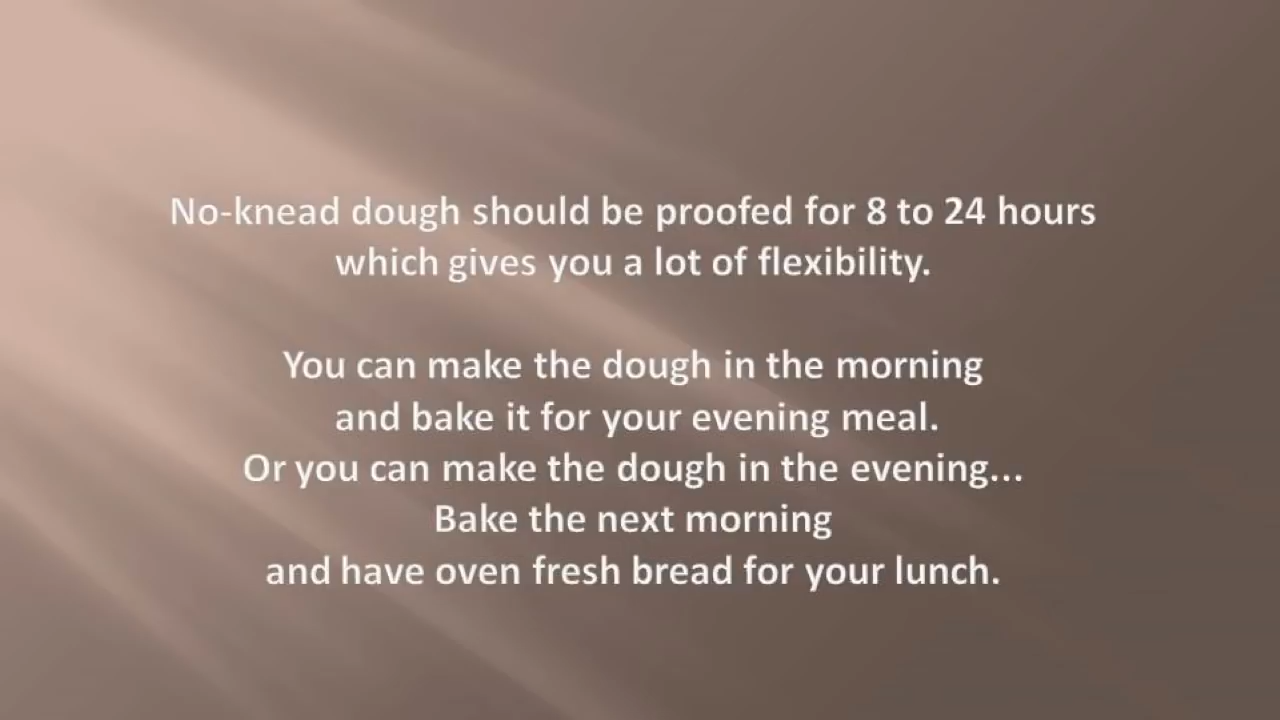 No-knead dough should be proofed for 8 to 24 hours
which gives you a lot of flexibility.
You can make the dough in the morning
and bake it for your evening meal.
Or you can make the dough in the evening...
Bake the next morning
and have oven fresh bread for your lunch.